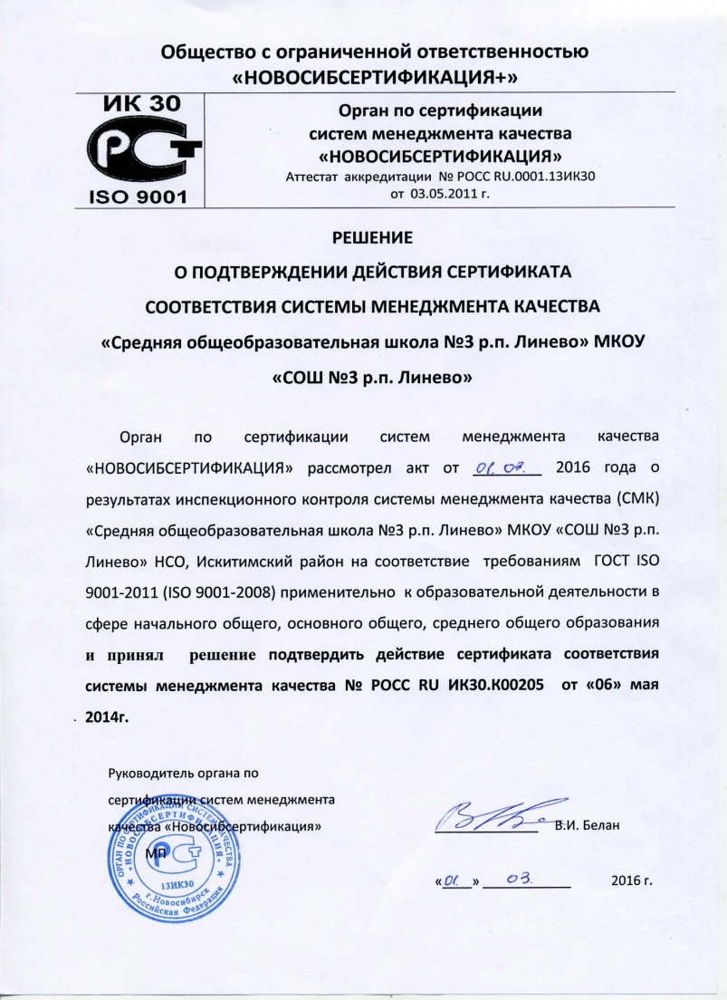 Общество с ограниченной ответственностью
«НОВОСИБСЕРТИФИКАЦИЯ+»
ИК 30
РСТ
ISO 9001
Орган по сертификации
систем менеджмента качества
«НОВОСИБСЕРТИФИКАЦИЯ»
Аттестат аккредитации № РОСС RU.0001.13ИК30
от 03.05.2011 г.
РЕШЕНИЕ
О ПОДТВЕРЖДЕНИИ ДЕЙСТВИЯ СЕРТИФИКАТА
СООТВЕТСТВИЯ СИСТЕМЫ МЕНЕДЖМЕНТА КАЧЕСТВА
«Средняя общеобразовательная школа №3 р.п. Линево» МКОУ
«СОШ №3 р.п. Линево»
Орган по сертификации систем менеджмента качества
«НОВОСИБСЕРТИФИКАЦИЯ» рассмотрел акт от 01.03. 2016 года о
результатах инспекционного контроля системы менеджмента качества (СМК)
«Средняя общеобразовательная школа №3 р.п. Линево» МКОУ «СОШ №3 р.п.
Линево» НСО, Искитимский район на соответствие требованиям ГОСТ ISO
9001-2011 (ISO 9001-2008) применительно к образовательной деятельности в
сфере начального общего, основного общего, среднего общего образования
и принял решение подтвердить действие сертификата соответствия
системы менеджмента качества № РОСС RU ИК30.К00205 от «06» мая
2014г.
Руководитель органа по
сертификации систем менеджмента
качества «Новосибсертификация»
В.И. Белан
МП
«01.» 03. 2016 г.
ОРГАН ПО СЕРТИФИКАЦИИ СИСТЕМ КАЧЕСТВА
«НОВОСИБСЕРТИФИКАЦИЯ»
РСТ
13ИК30
г.Новосибирск
Российская Федерация